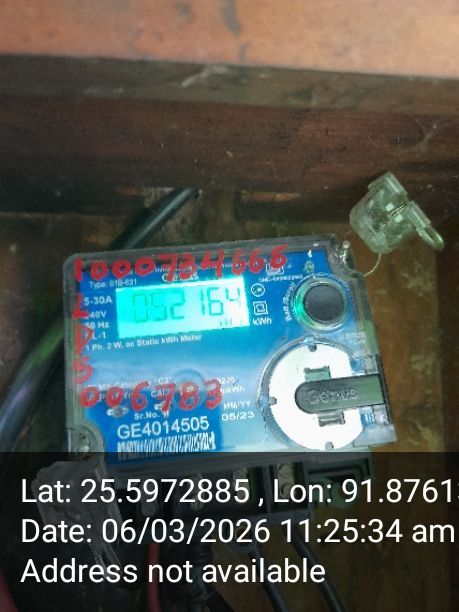 1000734666
Type: 01B-631
5-30A
240V
50 Hz
052164
kWh
1 Ph. 2 W, ac Static kWh Meter
006783
MM/YY
05/23
Sr.No.
GE4014505
Lat: 25.5972885 , Lon: 91.8761
Date: 06/03/2026 11:25:34 am
Address not available